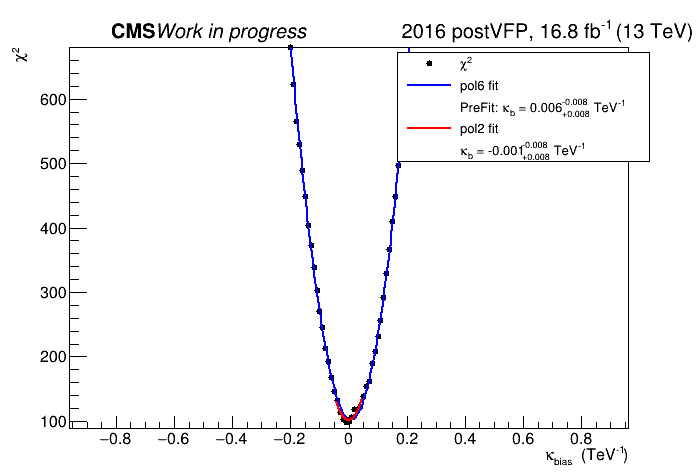 CMS Work in progress 2016 postVFP, 16.8 fb⁻¹ (13 TeV)
χ²
χ²
pol6 fit
PreFit: κ_b = 0.006 -0.008 +0.008 TeV⁻¹
pol2 fit
κ_b = -0.001 -0.008 +0.008 TeV⁻¹
600
500
400
300
200
100
−0.8 −0.6 −0.4 −0.2 0 0.2 0.4 0.6 0.8
κ_bias (TeV⁻¹)